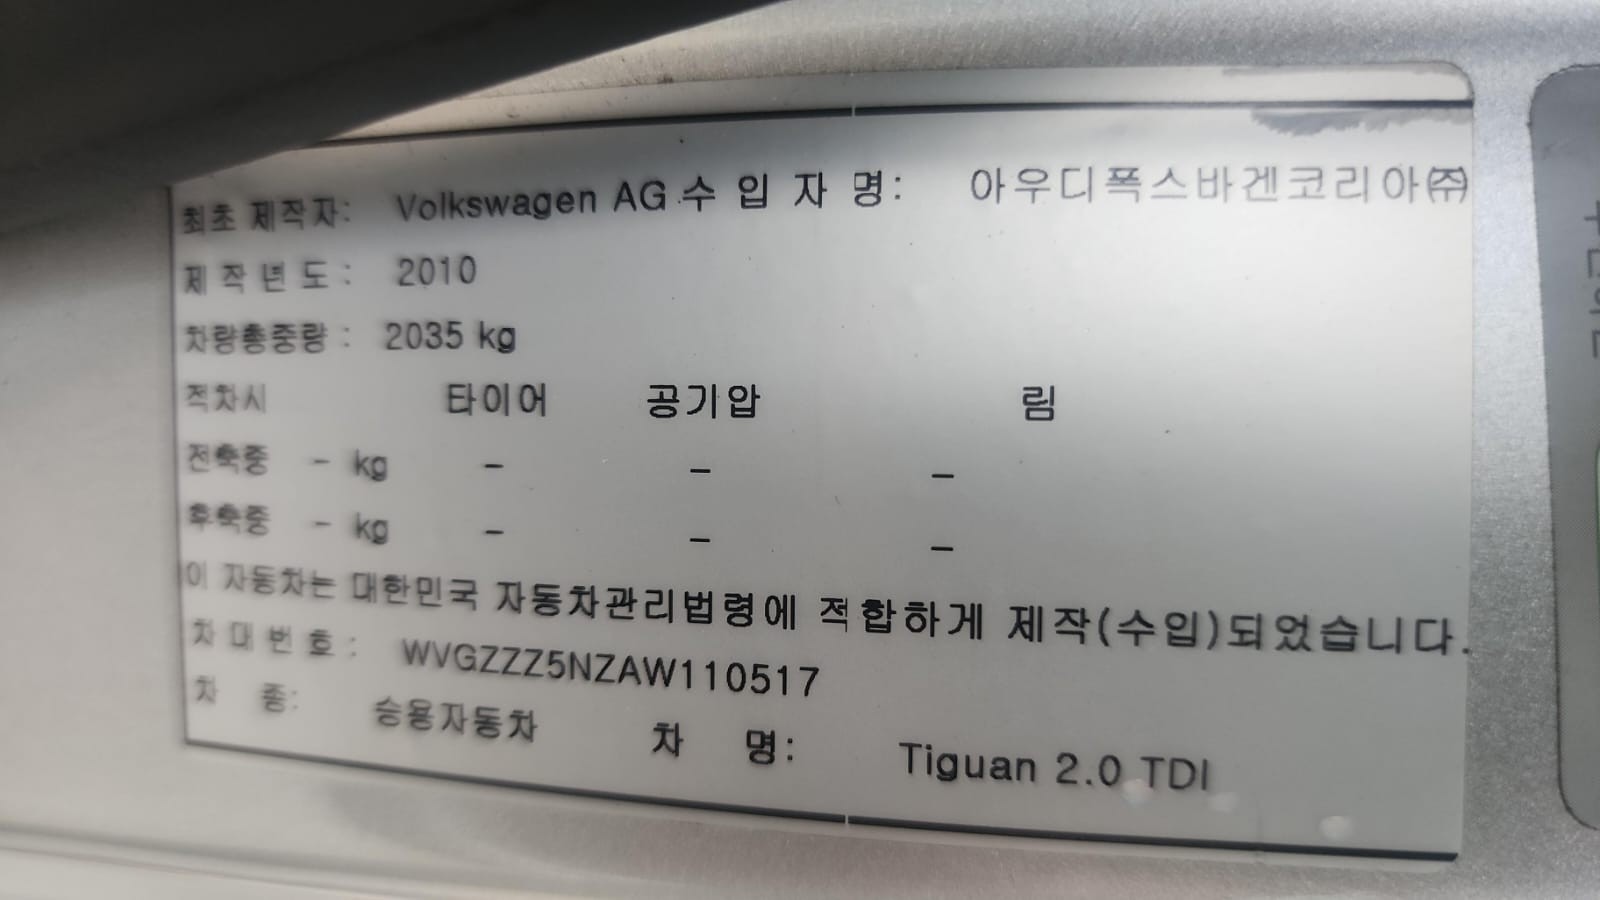 최초 제작자: Volkswagen AG 수 입 자 명: 아우디폭스바겐코리아㈜
제 작 년 도 : 2010
차량총중량 : 2035 kg
적차시 타이어 공기압 림
전축중 - kg - - -
후축중 - kg - - -
이 자동차는 대한민국 자동차관리법령에 적합하게 제작(수입)되었습니다.
차 대 번 호 : WVGZZZ5NZAW110517
차 종: 승용자동차 차 명: Tiguan 2.0 TDI